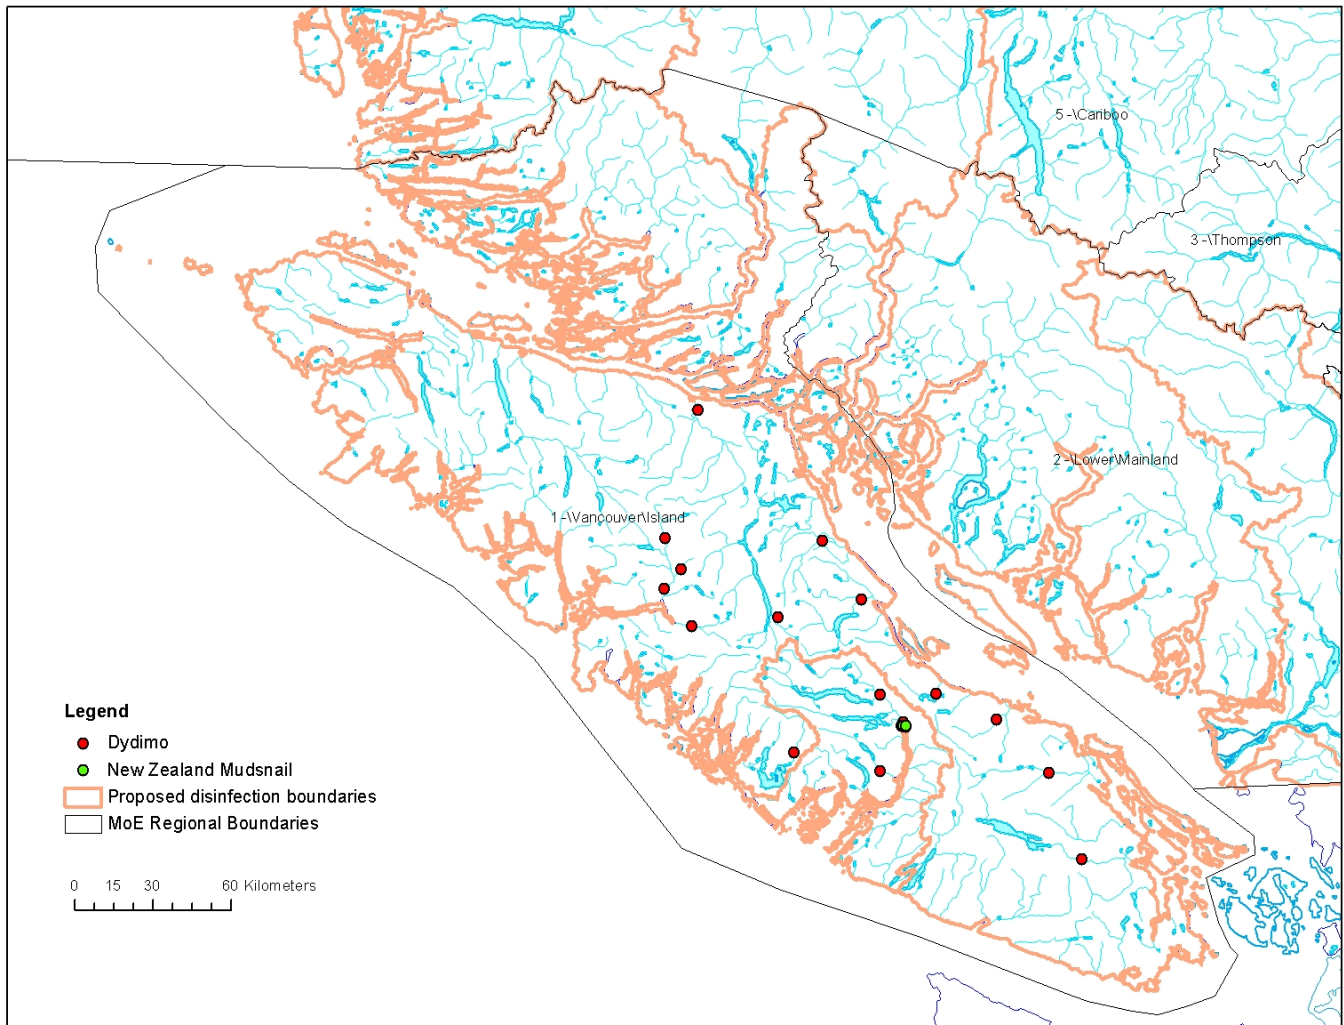 5 -\Cariboo
3 -\Thompson
2 -\Lower\Mainland
1 -\Vancouver\Island
Legend
Dydimo
New Zealand Mudsnail
Proposed disinfection boundaries
MoE Regional Boundaries
0 15 30 60 Kilometers